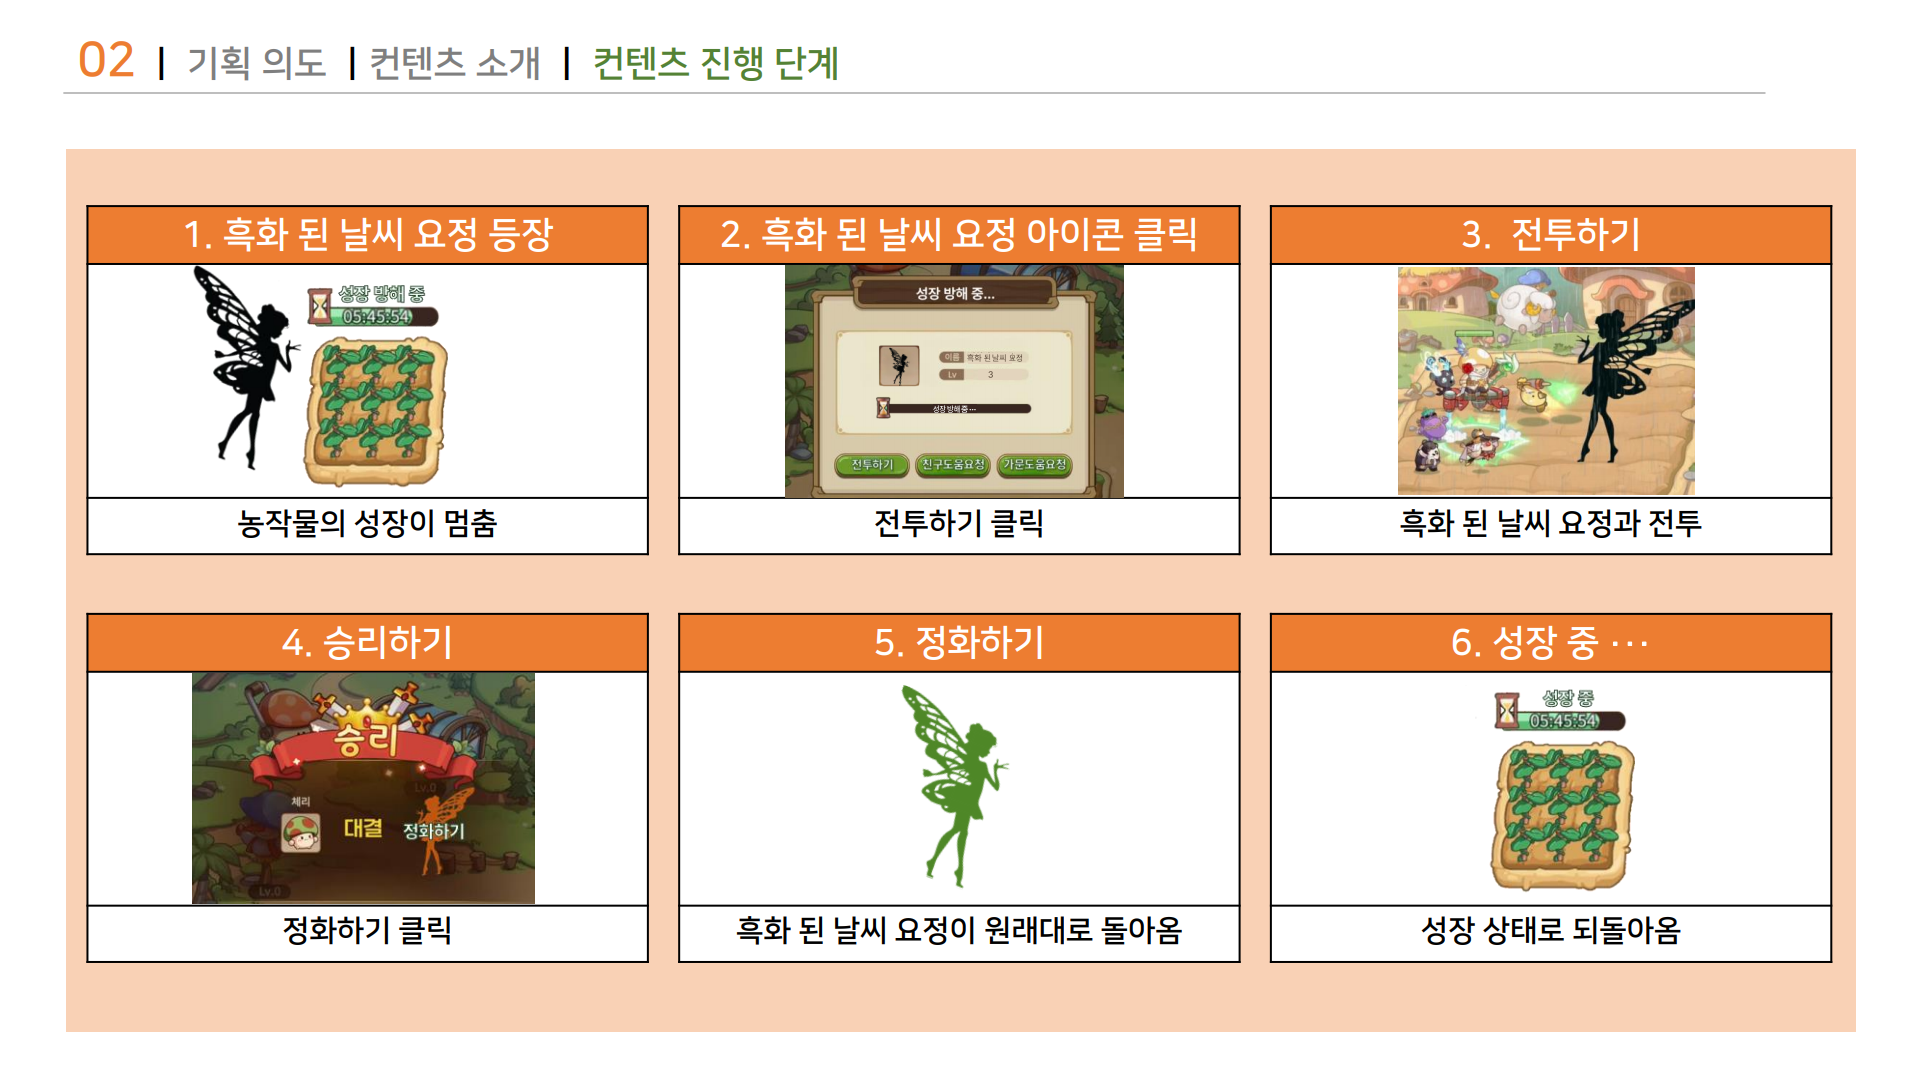 02 | 기획 의도 | 컨텐츠 소개 | 컨텐츠 진행 단계
1. 흑화 된 날씨 요정 등장
성장 방해 중
05:45:54
농작물의 성장이 멈춤
2. 흑화 된 날씨 요정 아이콘 클릭
성장 방해 중...
이름 흑화 된 날씨 요정
Lv 3
성장 방해 중...
전투하기 친구도움요청 가문도움요청
전투하기 클릭
3. 전투하기
흑화 된 날씨 요정과 전투
4. 승리하기
승리
Lv.0
체리
대결 정화하기
Lv.0
정화하기 클릭
5. 정화하기
흑화 된 날씨 요정이 원래대로 돌아옴
6. 성장 중 ···
성장 중
05:45:54
성장 상태로 되돌아옴